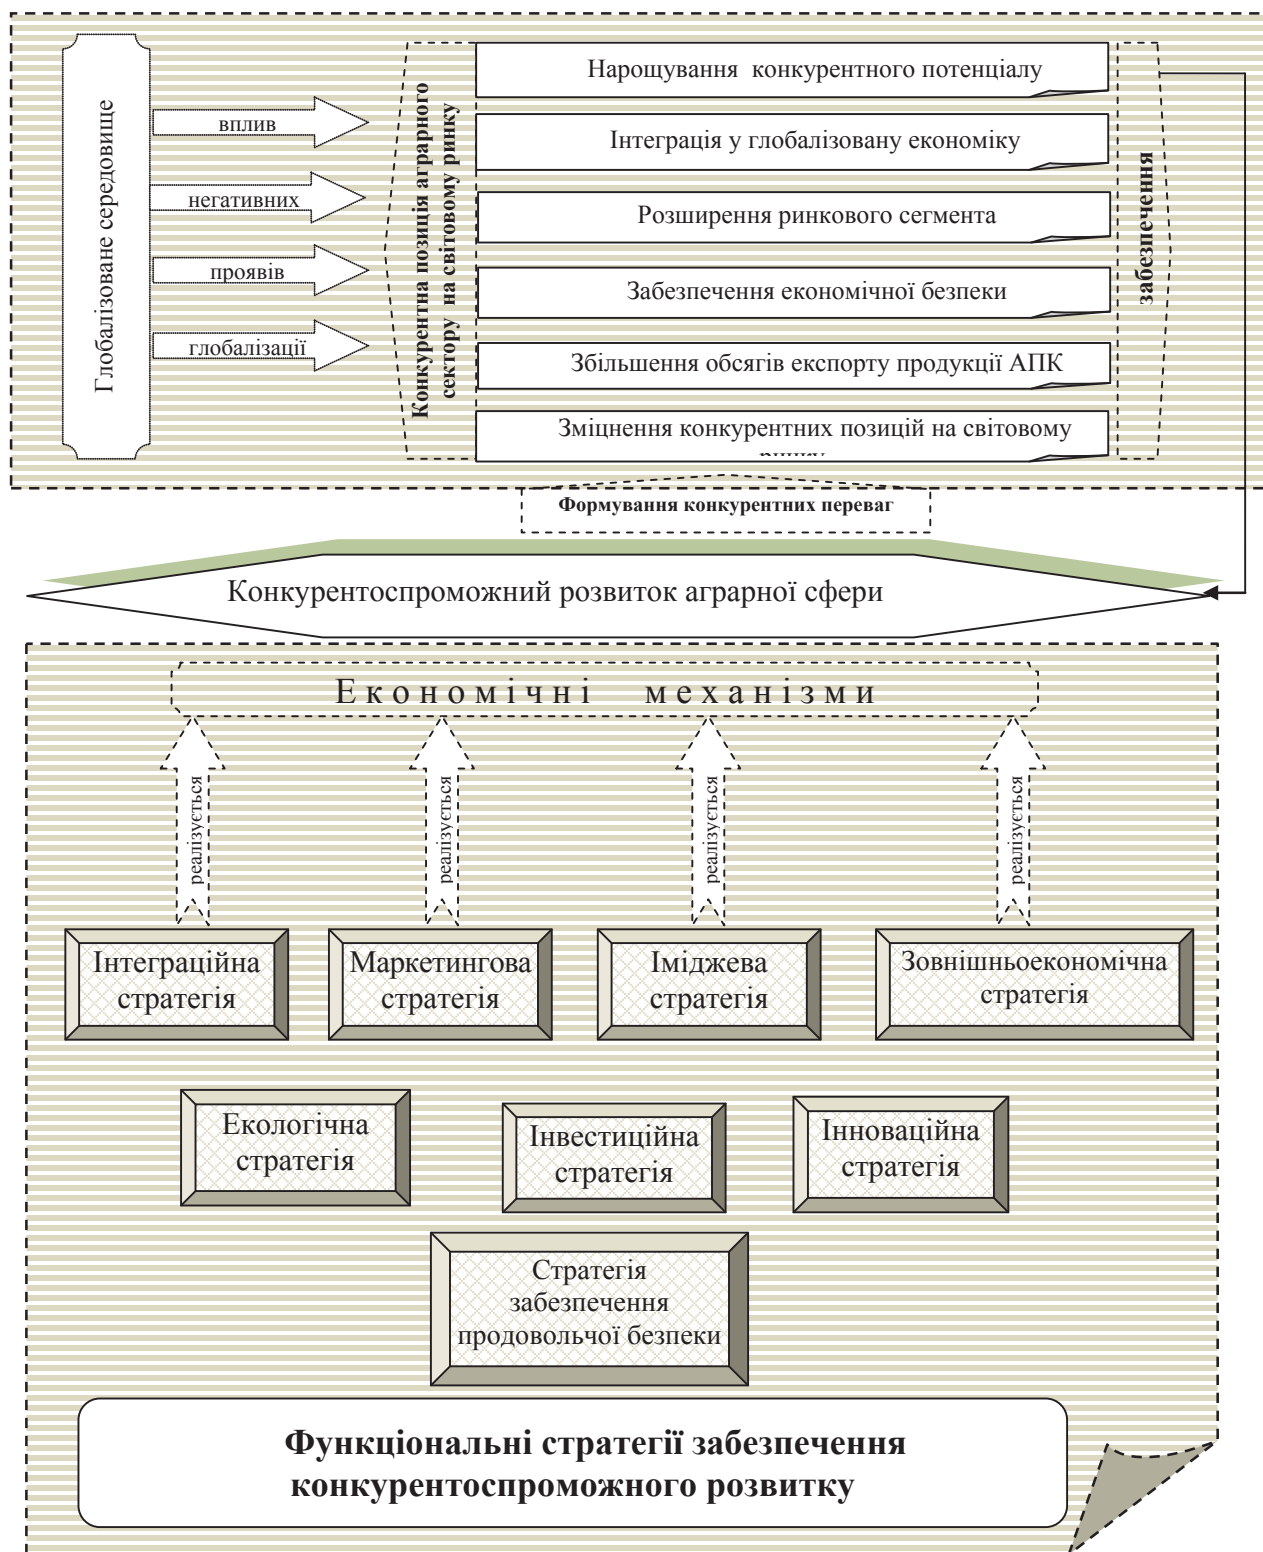 Глобалізоване середовище
вплив
негативних
проявів
глобалізації
Конкурентна позиція аграрного
сектору на світовому ринку
Нарощування конкурентного потенціалу
Інтеграція у глобалізовану економіку
Розширення ринкового сегмента
Забезпечення економічної безпеки
Збільшення обсягів експорту продукції АПК
Зміцнення конкурентних позицій на світовому
забезпечення
Формування конкурентних переваг
Конкурентоспроможний розвиток аграрної сфери
Економічні механізми
реалізується
реалізується
реалізується
реалізується
Інтеграційна
стратегія
Маркетингова
стратегія
Іміджева
стратегія
Зовнішньоекономічна
стратегія
Екологічна
стратегія
Інвестиційна
стратегія
Інноваційна
стратегія
Стратегія
забезпечення
продовольчої безпеки
Функціональні стратегії забезпечення
конкурентоспроможного розвитку